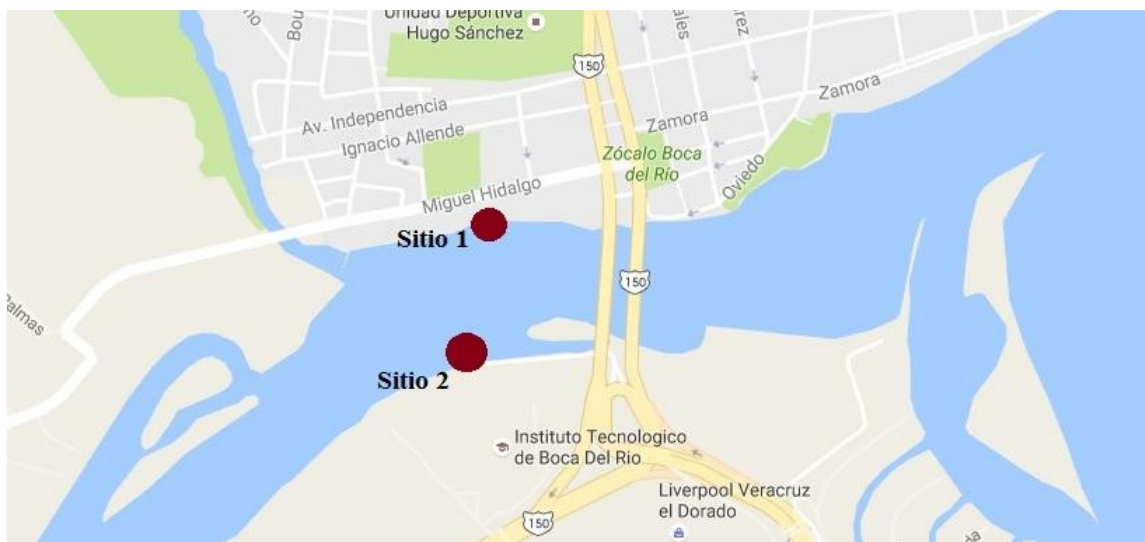 Unidad Deportiva
Hugo Sánchez
150
Av. Independencia
Ignacio Allende
Zamora
Zamora
Zócalo Boca
del Río
Oviedo
Miguel Hidalgo
Sitio 1
150
Palmas
Sitio 2
Instituto Tecnologico
de Boca Del Rio
Liverpool Veracruz
el Dorado
150